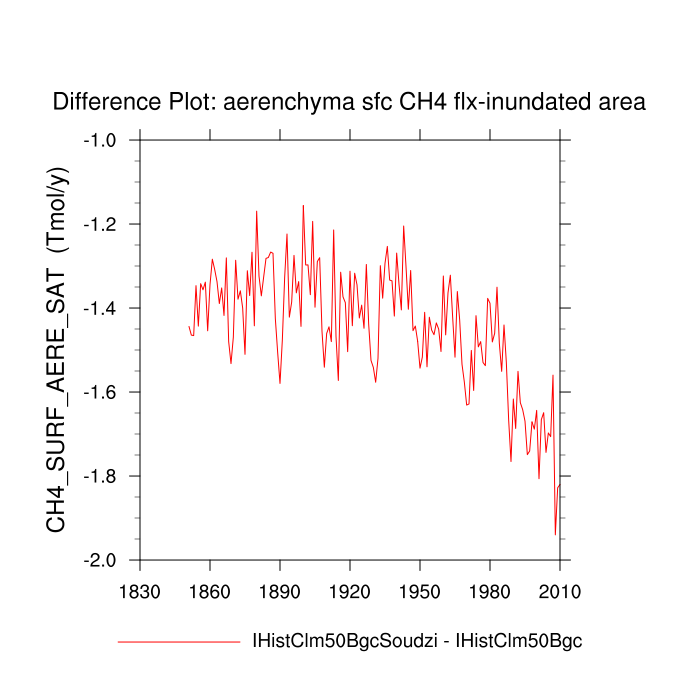 Difference Plot: aerenchyma sfc CH4 flx-inundated area
CH4_SURF_AERE_SAT (Tmol/y)
-1.0
-1.2
-1.4
-1.6
-1.8
-2.0
1830 1860 1890 1920 1950 1980 2010
IHistClm50BgcSoudzi - IHistClm50Bgc